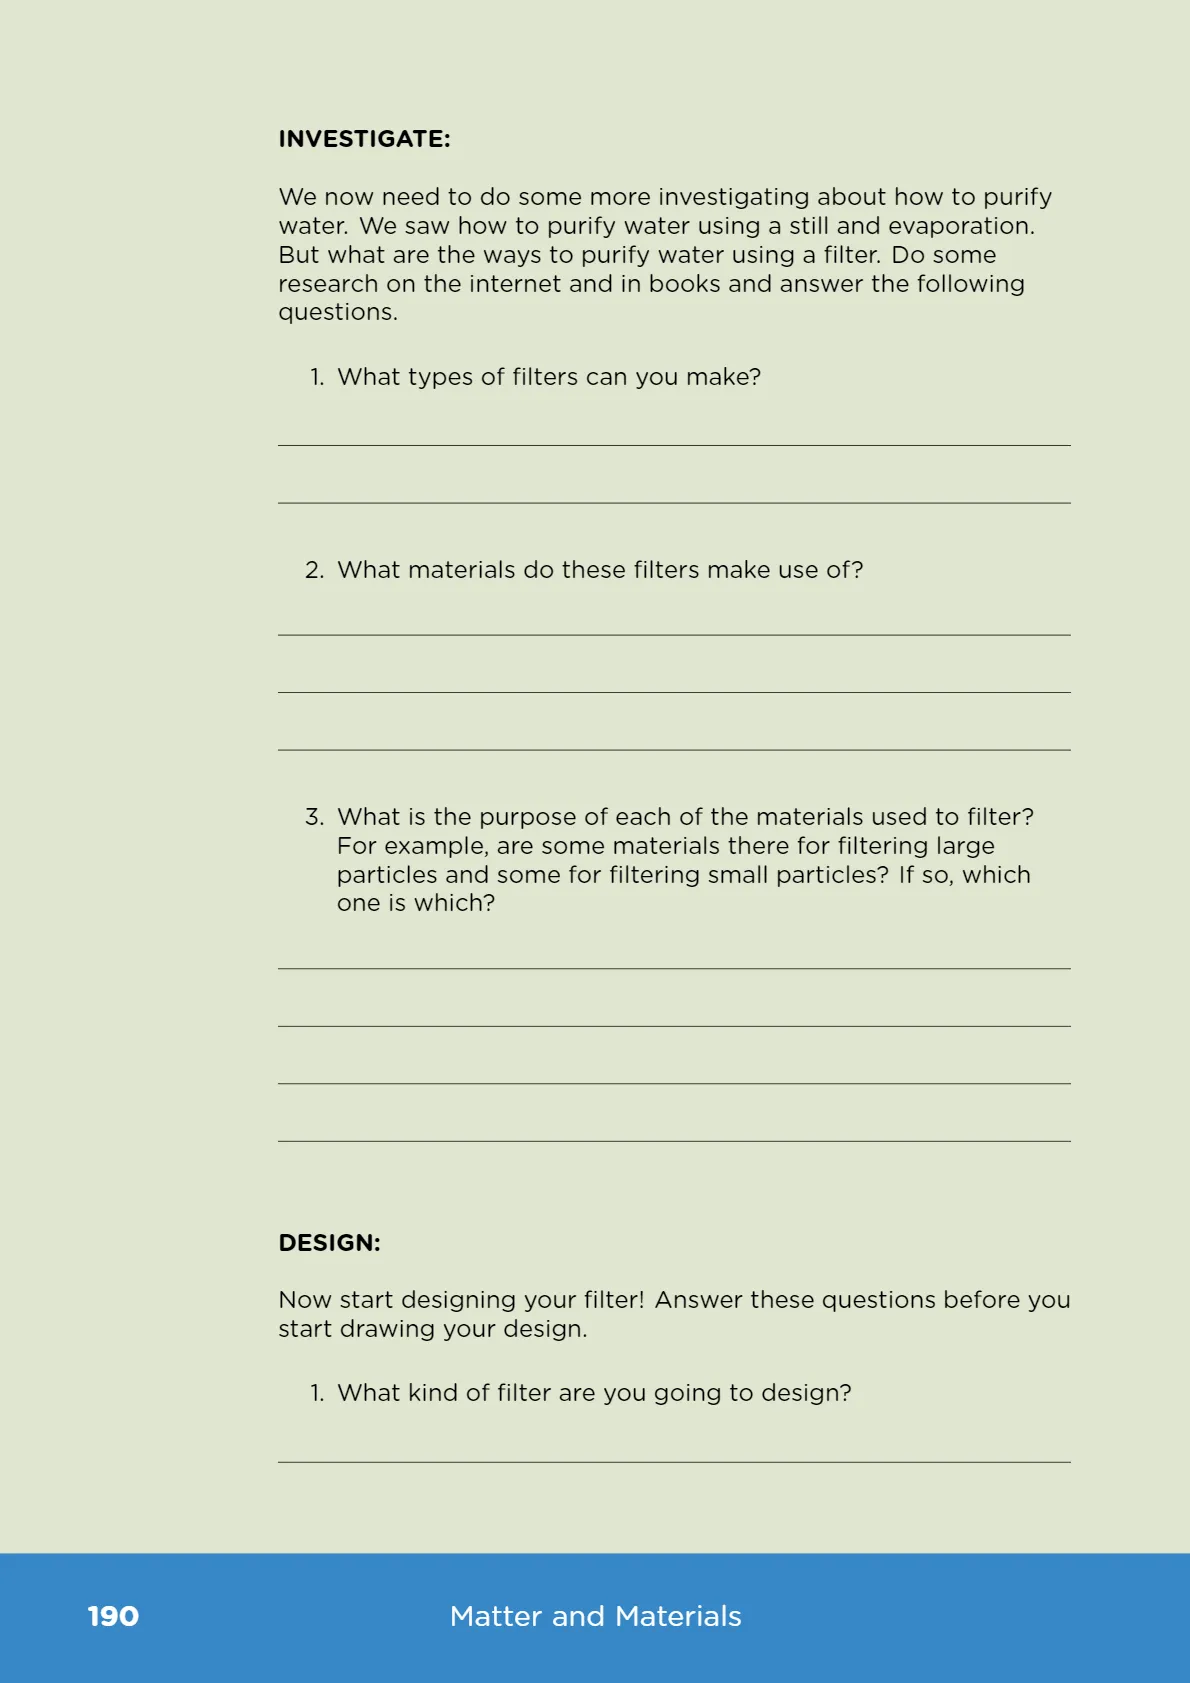 INVESTIGATE:
We now need to do some more investigating about how to purify
water. We saw how to purify water using a still and evaporation.
But what are the ways to purify water using a filter. Do some
research on the internet and in books and answer the following
questions.
1. What types of filters can you make?
2. What materials do these filters make use of?
3. What is the purpose of each of the materials used to filter?
For example, are some materials there for filtering large
particles and some for filtering small particles? If so, which
one is which?
DESIGN:
Now start designing your filter! Answer these questions before you
start drawing your design.
1. What kind of filter are you going to design?
190 Matter and Materials